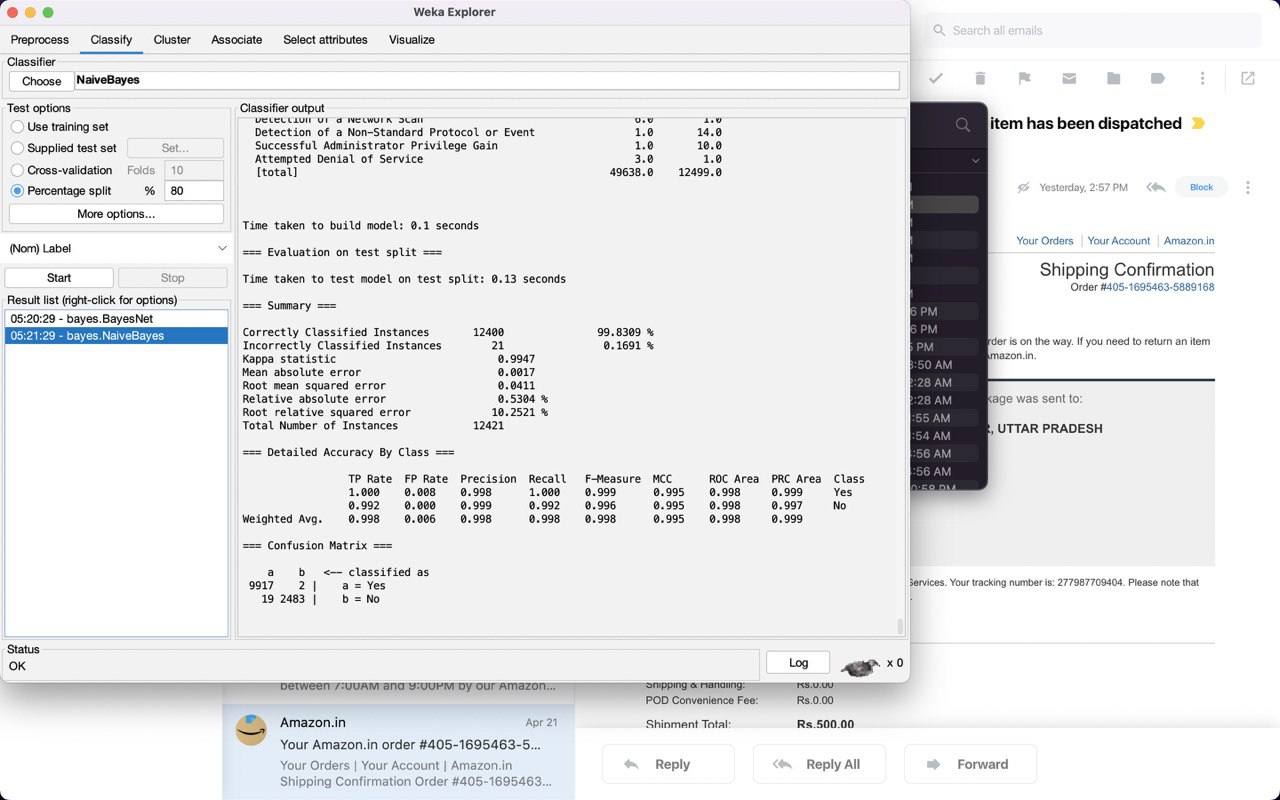 Weka Explorer
Preprocess Classify Cluster Associate Select attributes Visualize
Classifier
Choose NaiveBayes
Test options
Use training set
Supplied test set Set...
Cross-validation Folds 10
Percentage split % 80
More options...
(Nom) Label
Start Stop
Result list (right-click for options)
05:20:29 - bayes.BayesNet
05:21:29 - bayes.NaiveBayes
Classifier output
Detection of a Network Scan 6.0 1.0
Detection of a Non-Standard Protocol or Event 1.0 14.0
Successful Administrator Privilege Gain 1.0 10.0
Attempted Denial of Service 3.0 1.0
[total] 49638.0 12499.0
Time taken to build model: 0.1 seconds
=== Evaluation on test split ===
Time taken to test model on test split: 0.13 seconds
=== Summary ===
Correctly Classified Instances 12400 99.8309 %
Incorrectly Classified Instances 21 0.1691 %
Kappa statistic 0.9947
Mean absolute error 0.0017
Root mean squared error 0.0411
Relative absolute error 0.5304 %
Root relative squared error 10.2521 %
Total Number of Instances 12421
=== Detailed Accuracy By Class ===
TP Rate FP Rate Precision Recall F-Measure MCC ROC Area PRC Area Class
1.000 0.008 0.998 1.000 0.999 0.995 0.998 0.999 Yes
0.992 0.000 0.999 0.992 0.996 0.995 0.998 0.997 No
Weighted Avg. 0.998 0.006 0.998 0.998 0.998 0.995 0.998 0.999
=== Confusion Matrix ===
a b <-- classified as
9917 2 | a = Yes
19 2483 | b = No
Status
OK
Log x 0
Search all emails
item has been dispatched
Yesterday, 2:57 PM Block
Your Orders Your Account Amazon.in
Shipping Confirmation
Order #405-1695463-5889168
rder is on the way. If you need to return an item
mazon.in.
kage was sent to:
R, UTTAR PRADESH
6 PM
6 PM
5 PM
3:50 AM
2:28 AM
2:28 AM
:55 AM
:54 AM
:56 AM
:56 AM
0:58 PM
Services. Your tracking number is: 277987709404. Please note that
between 7:00AM and 9:00PM by our Amazon...
Amazon.in Apr 21
Your Amazon.in order #405-1695463-5...
Your Orders | Your Account | Amazon.in
Shipping Confirmation Order #405-1695463...
Shipping & Handling: Rs.0.00
POD Convenience Fee: Rs.0.00
Shipment Total: Rs.500.00
Reply Reply All Forward